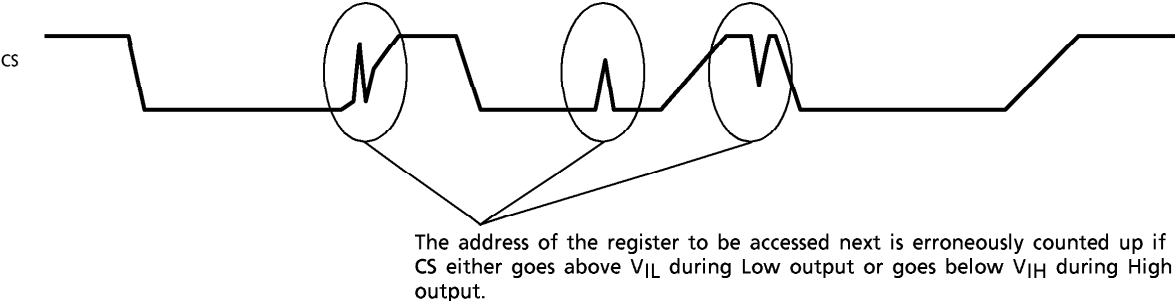 CS
The address of the register to be accessed next is erroneously counted up if
CS either goes above VIL during Low output or goes below VIH during High
output.